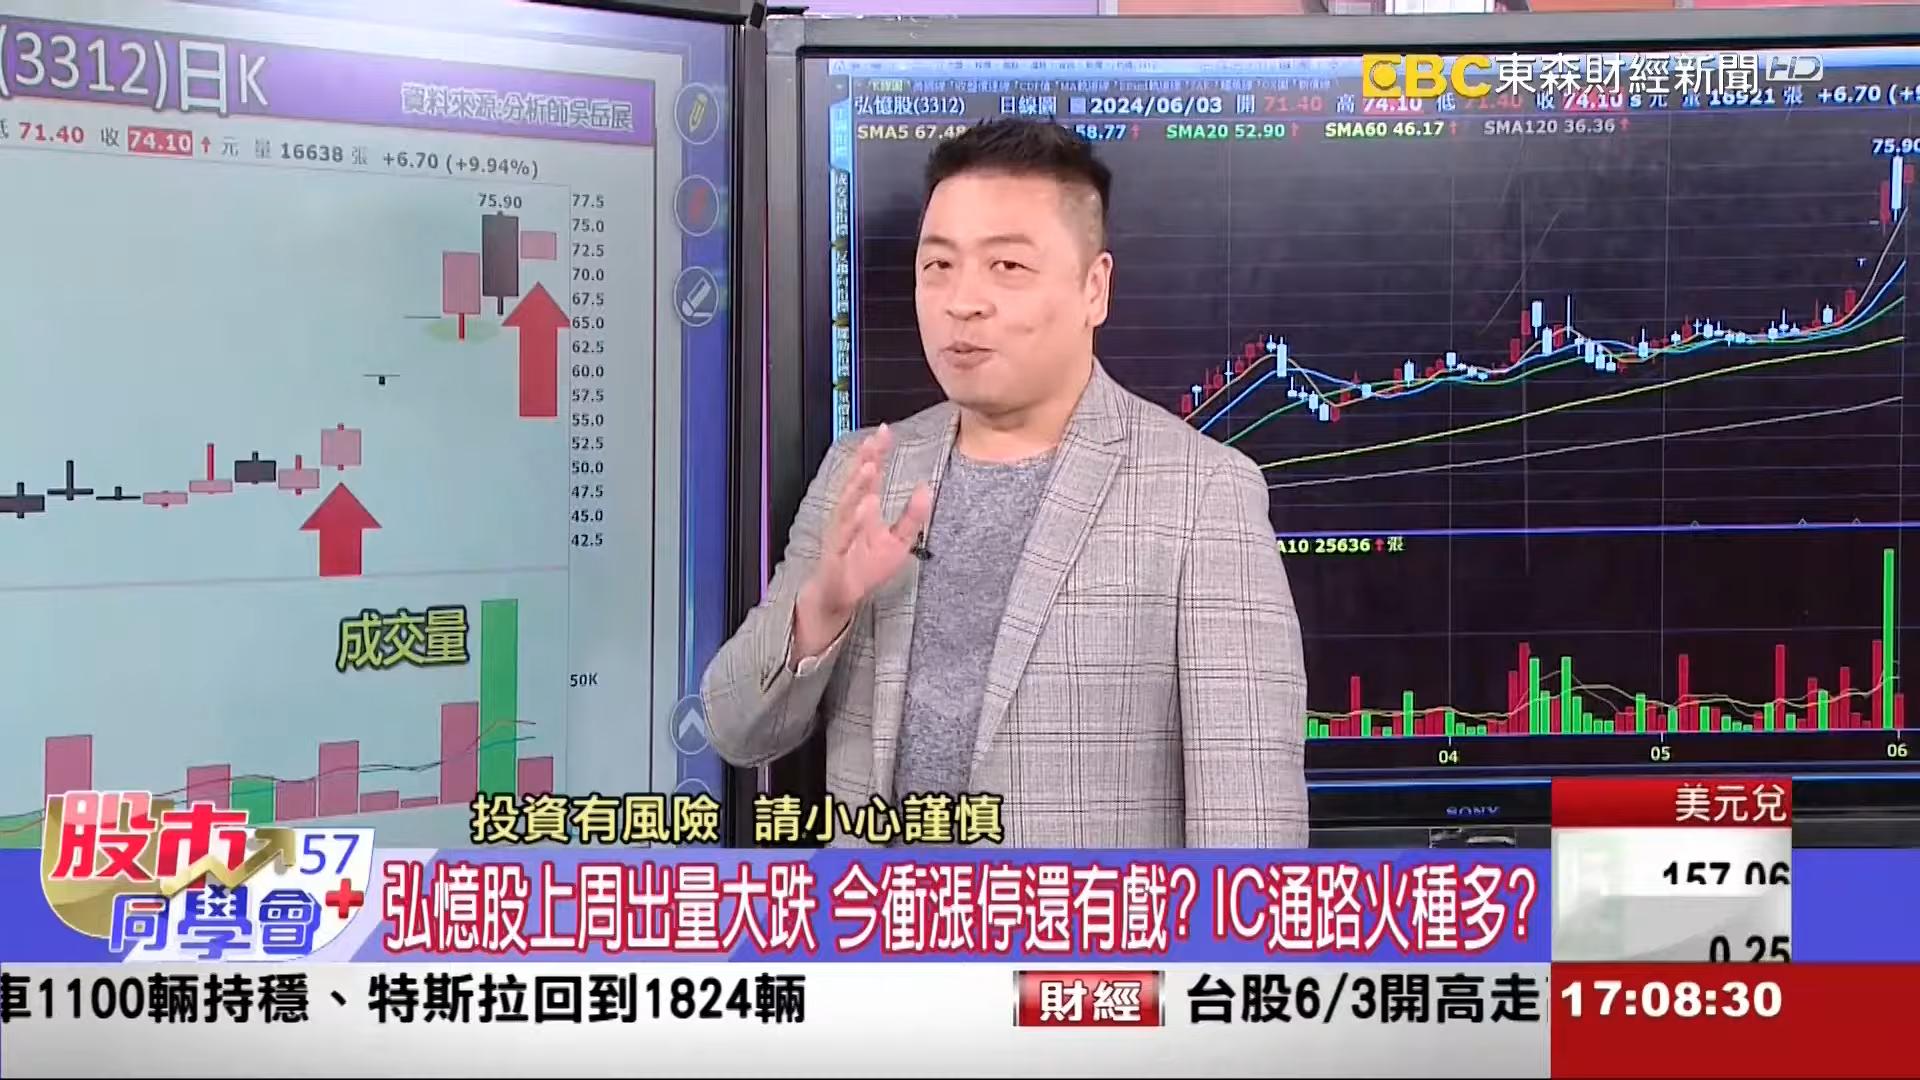 (3312)日K
資料來源:分析師吳岳展
低 71.40 收 74.10 ↑ 元 量 16638 張 +6.70 (+9.94%)
75.90
77.5
75.0
72.5
70.0
67.5
65.0
62.5
60.0
57.5
55.0
52.5
50.0
47.5
45.0
42.5
成交量
50K
EBC 東森財經新聞 HD
弘憶股(3312) 日線圖 2024/06/03 開 71.40 高 74.10 低 71.40 收 74.10 s 元 量 16921 張 +6.70
SMA5 67.48 58.77↑ SMA20 52.90↑ SMA60 46.17↑ SMA120 36.36↑
75.90
25636↑張
04
05
06
SONY
投資有風險 請小心謹慎
股市同學會 57+
弘憶股上周出量大跌 今衝漲停還有戲? IC通路火種多?
美元兌
157.06
0.25
車1100輛持穩、特斯拉回到1824輛
財經
台股6/3開高走
17:08:30